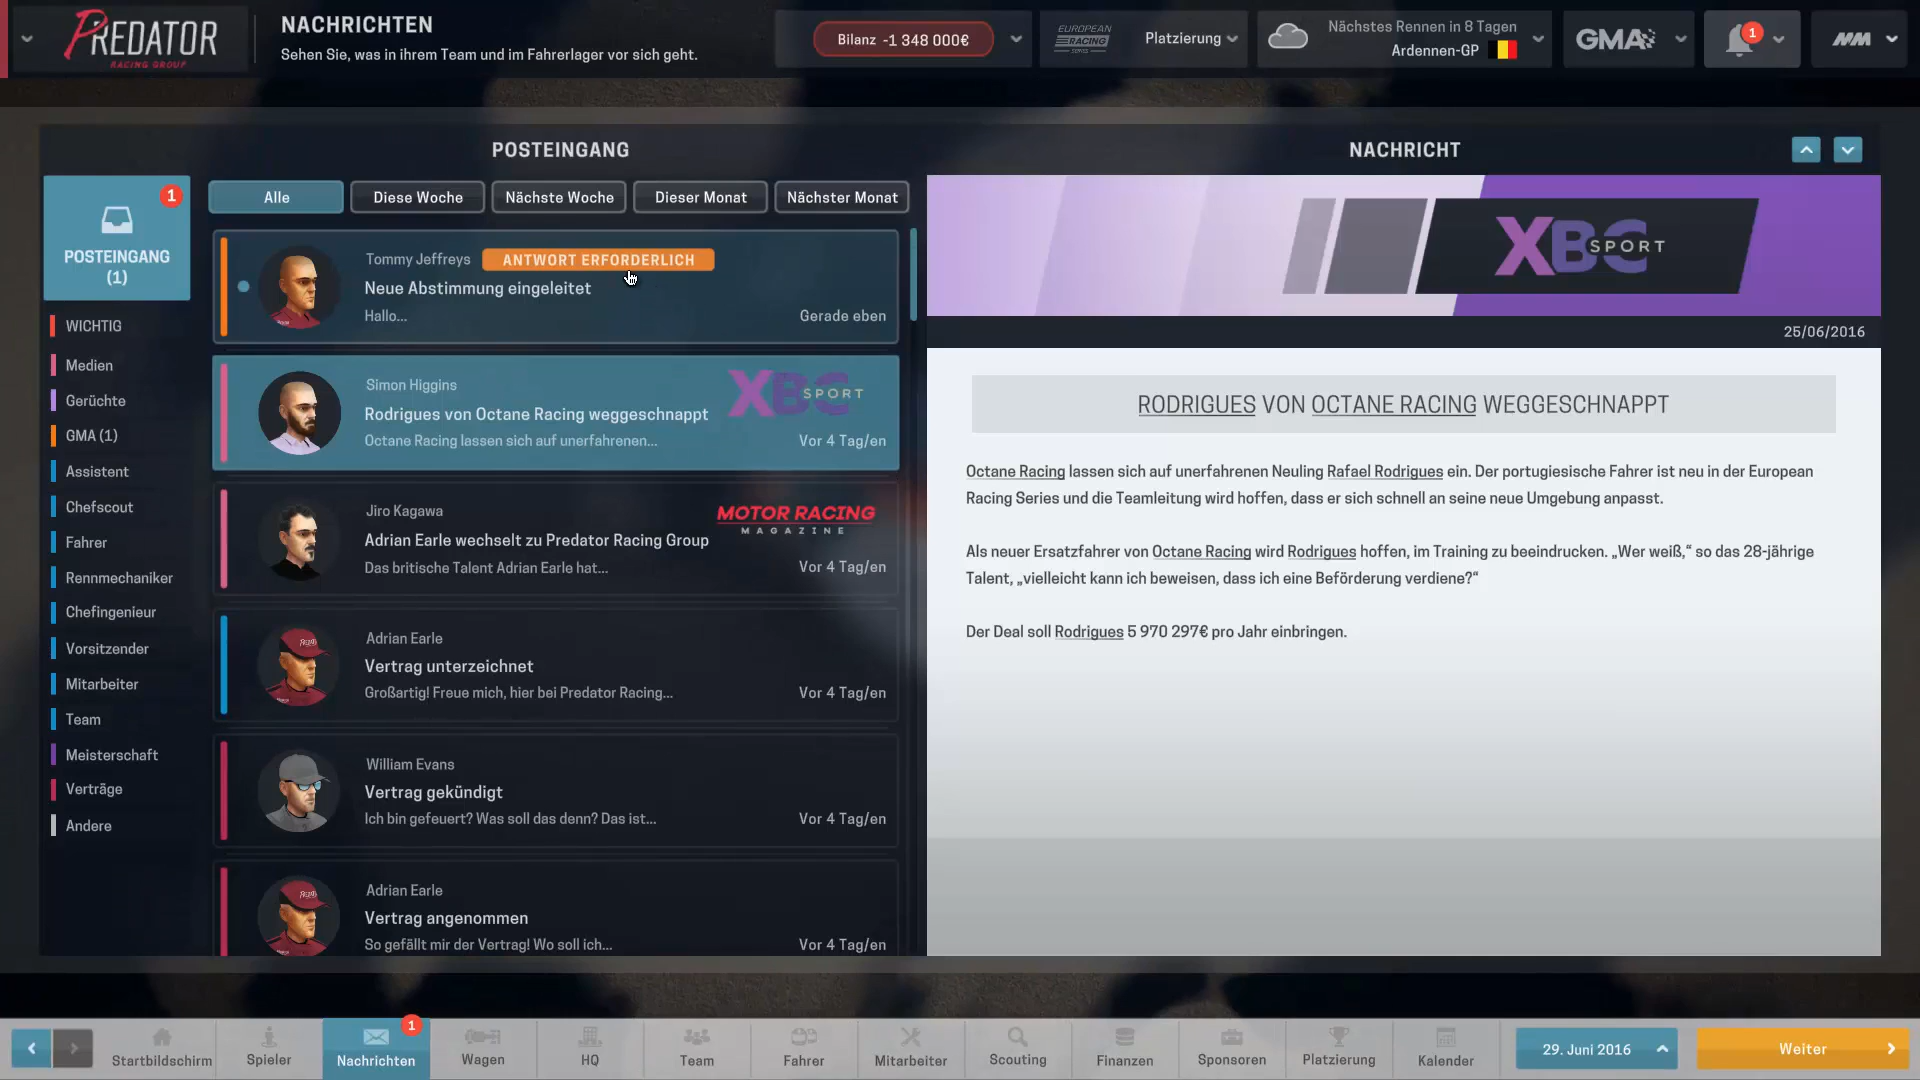 PREDATOR
RACING GROUP
NACHRICHTEN
Sehen Sie, was in ihrem Team und im Fahrerlager vor sich geht.
Bilanz -1 348 000€
EUROPEAN
RACING
SERIES
Platzierung
Nächstes Rennen in 8 Tagen
Ardennen-GP
GMA
1
MM
POSTEINGANG
NACHRICHT
1
POSTEINGANG
(1)
WICHTIG
Medien
Gerüchte
GMA (1)
Assistent
Chefscout
Fahrer
Rennmechaniker
Chefingenieur
Vorsitzender
Mitarbeiter
Team
Meisterschaft
Verträge
Andere
Alle
Diese Woche
Nächste Woche
Dieser Monat
Nächster Monat
Tommy Jeffreys
ANTWORT ERFORDERLICH
Neue Abstimmung eingeleitet
Hallo...
Gerade eben
Simon Higgins
XBC SPORT
Rodrigues von Octane Racing weggeschnappt
Octane Racing lassen sich auf unerfahrenen...
Vor 4 Tag/en
Jiro Kagawa
MOTOR RACING
MAGAZINE
Adrian Earle wechselt zu Predator Racing Group
Das britische Talent Adrian Earle hat...
Vor 4 Tag/en
Adrian Earle
Vertrag unterzeichnet
Großartig! Freue mich, hier bei Predator Racing...
Vor 4 Tag/en
William Evans
Vertrag gekündigt
Ich bin gefeuert? Was soll das denn? Das ist...
Vor 4 Tag/en
Adrian Earle
Vertrag angenommen
So gefällt mir der Vertrag! Wo soll ich...
Vor 4 Tag/en
XBC SPORT
25/06/2016
RODRIGUES VON OCTANE RACING WEGGESCHNAPPT
Octane Racing lassen sich auf unerfahrenen Neuling Rafael Rodrigues ein. Der portugiesische Fahrer ist neu in der European
Racing Series und die Teamleitung wird hoffen, dass er sich schnell an seine neue Umgebung anpasst.
Als neuer Ersatzfahrer von Octane Racing wird Rodrigues hoffen, im Training zu beeindrucken. „Wer weiß,“ so das 28-jährige
Talent, „vielleicht kann ich beweisen, dass ich eine Beförderung verdiene?“
Der Deal soll Rodrigues 5 970 297€ pro Jahr einbringen.
Startbildschirm
Spieler
1
Nachrichten
Wagen
HQ
Team
Fahrer
Mitarbeiter
Scouting
Finanzen
Sponsoren
Platzierung
Kalender
29. Juni 2016
Weiter